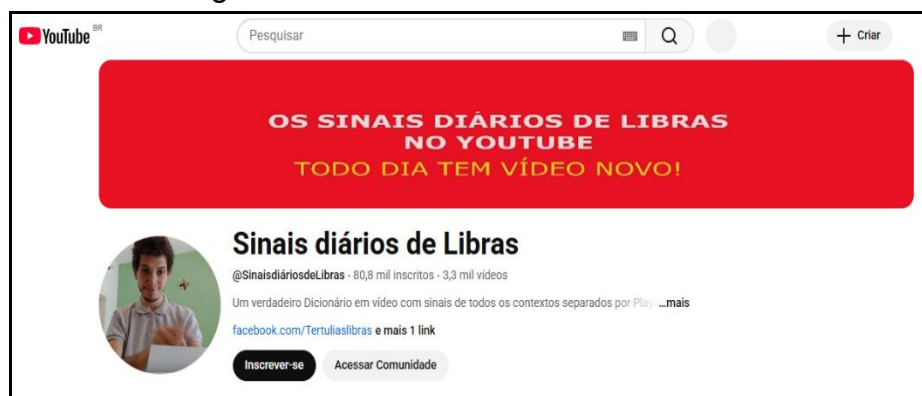 YouTube BR
Pesquisar
Criar
OS SINAIS DIÁRIOS DE LIBRAS
NO YOUTUBE
TODO DIA TEM VÍDEO NOVO!
Sinais diários de Libras
@SinaisdiáriosdeLibras · 80,8 mil inscritos · 3,3 mil vídeos
Um verdadeiro Dicionário em vídeo com sinais de todos os contextos separados por Play ...mais
facebook.com/Tertuliaslibras e mais 1 link
Inscrever-se
Acessar Comunidade